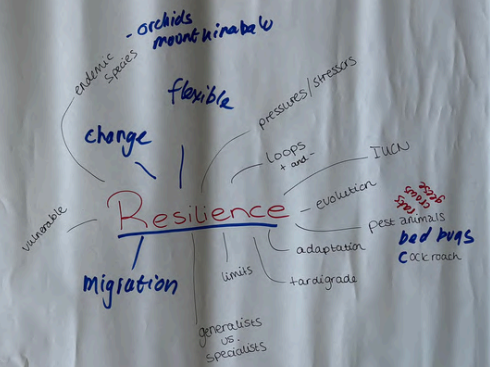 - orchids
mount kinabalu
endemic
species
flexible
pressures/stressors
change
Loops
+ and -
IUCN
Resilience
evolution
geese
crows
rats
pest animals
bed bugs
cockroach
vulnerable
adaptation
migration
limits
tardigrade
generalists
vs.
specialists